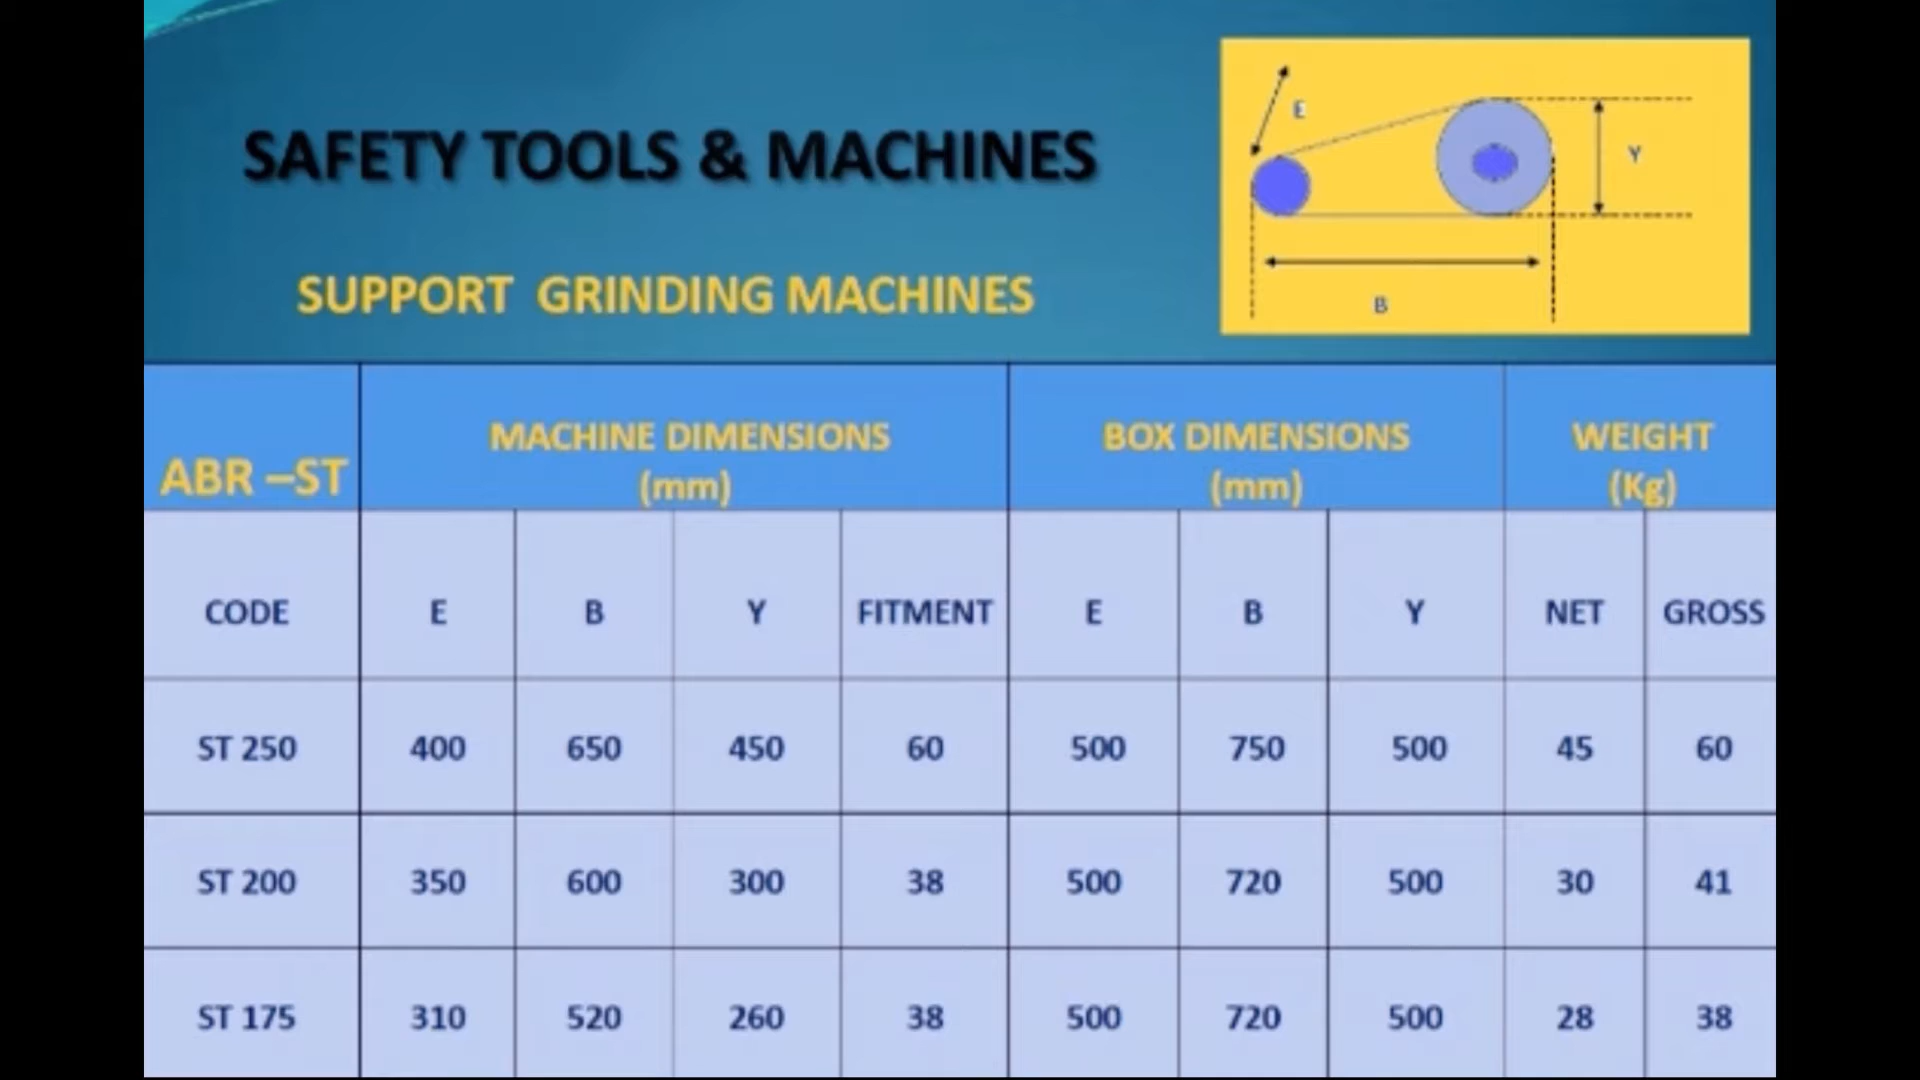 SAFETY TOOLS & MACHINES
SUPPORT GRINDING MACHINES
E
Y
B
ABR –ST
MACHINE DIMENSIONS
(mm)
BOX DIMENSIONS
(mm)
WEIGHT
(Kg)
CODE E B Y FITMENT E B Y NET GROSS
ST 250 400 650 450 60 500 750 500 45 60
ST 200 350 600 300 38 500 720 500 30 41
ST 175 310 520 260 38 500 720 500 28 38